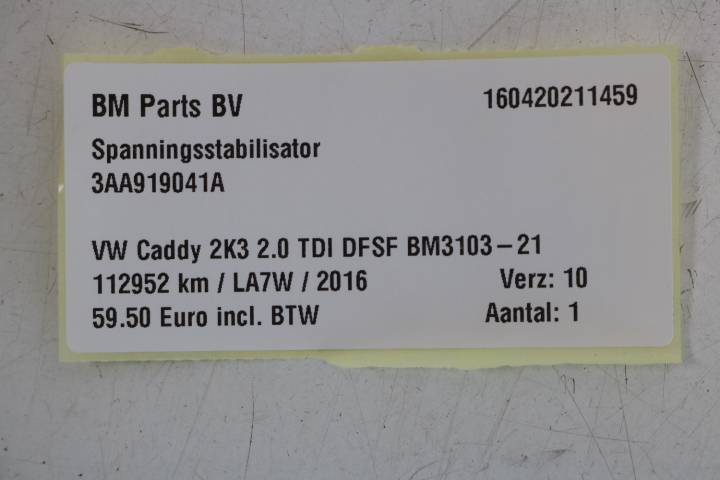 BM Parts BV 160420211459
Spanningsstabilisator
3AA919041A
VW Caddy 2K3 2.0 TDI DFSF BM3103-21
112952 km / LA7W / 2016 Verz: 10
59.50 Euro incl. BTW Aantal: 1